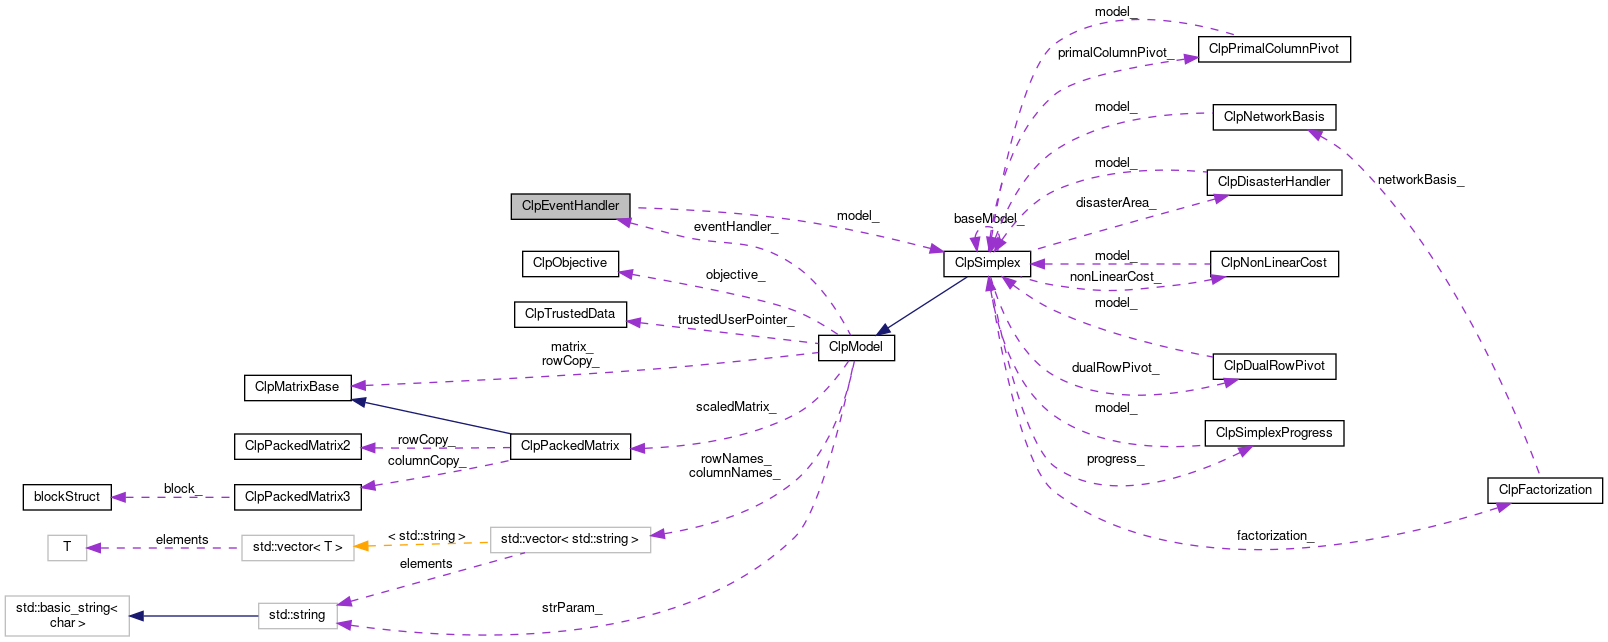 model_
ClpPrimalColumnPivot
primalColumnPivot_
model_
ClpNetworkBasis
model_
ClpDisasterHandler
networkBasis_
disasterArea_
ClpEventHandler
model_
baseModel_
eventHandler_
ClpObjective
ClpSimplex
model_
ClpNonLinearCost
objective_
nonLinearCost_
model_
ClpTrustedData
trustedUserPointer_
ClpModel
matrix_
rowCopy_
dualRowPivot_
ClpDualRowPivot
ClpMatrixBase
scaledMatrix_
model_
ClpPackedMatrix2
rowCopy_
ClpPackedMatrix
ClpSimplexProgress
columnCopy_
rowNames_
columnNames_
progress_
blockStruct
block_
ClpPackedMatrix3
ClpFactorization
T
elements
std::vector< T >
< std::string >
std::vector< std::string >
factorization_
elements
std::basic_string<
char >
std::string
strParam_